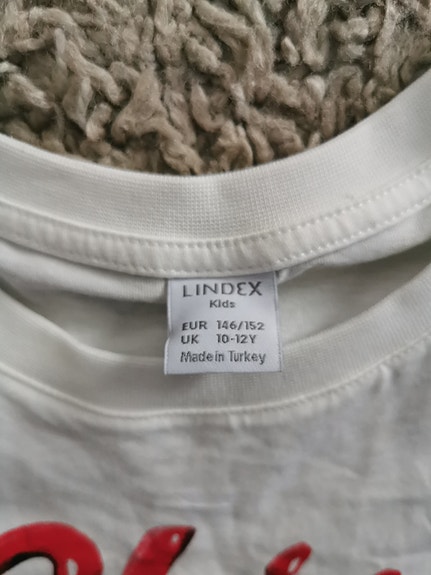 LINDEX
Kids
EUR 146/152
UK 10-12Y
Made in Turkey